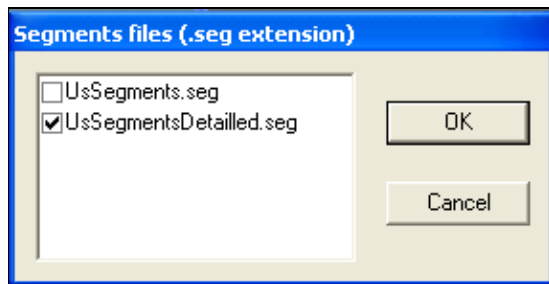 Segments files (.seg extension)
UsSegments.seg
UsSegmentsDetailled.seg
OK
Cancel